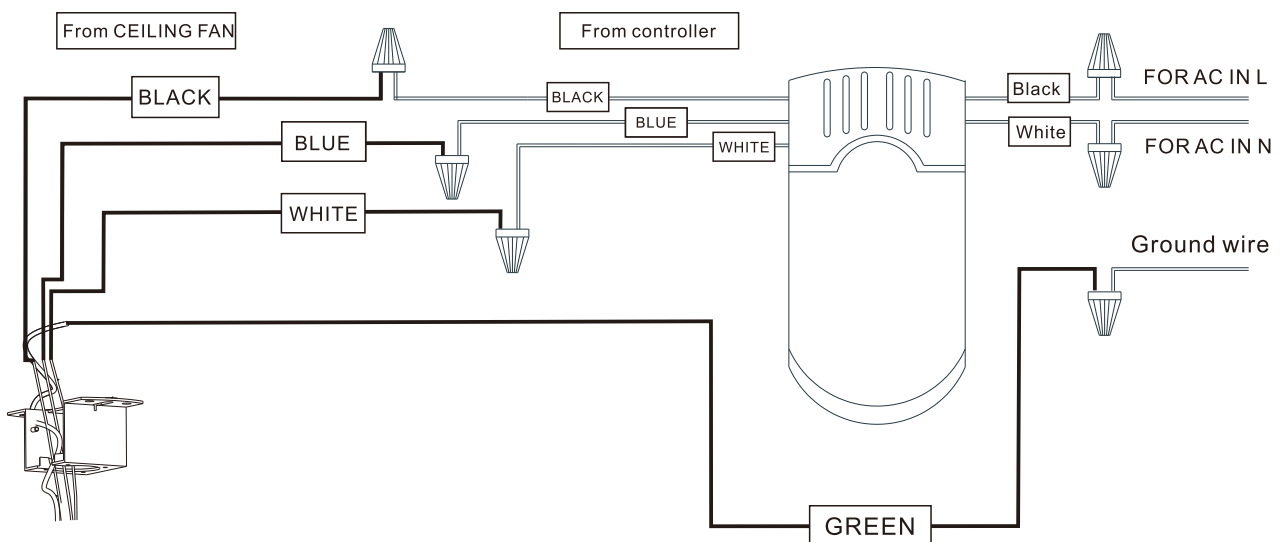 From CEILING FAN
From controller
BLACK
BLACK
Black
FOR AC IN L
BLUE
BLUE
White
FOR AC IN N
WHITE
WHITE
Ground wire
GREEN